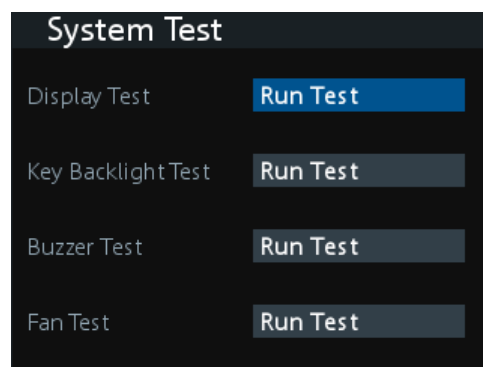 System Test
Display Test Run Test
Key Backlight Test Run Test
Buzzer Test Run Test
Fan Test Run Test